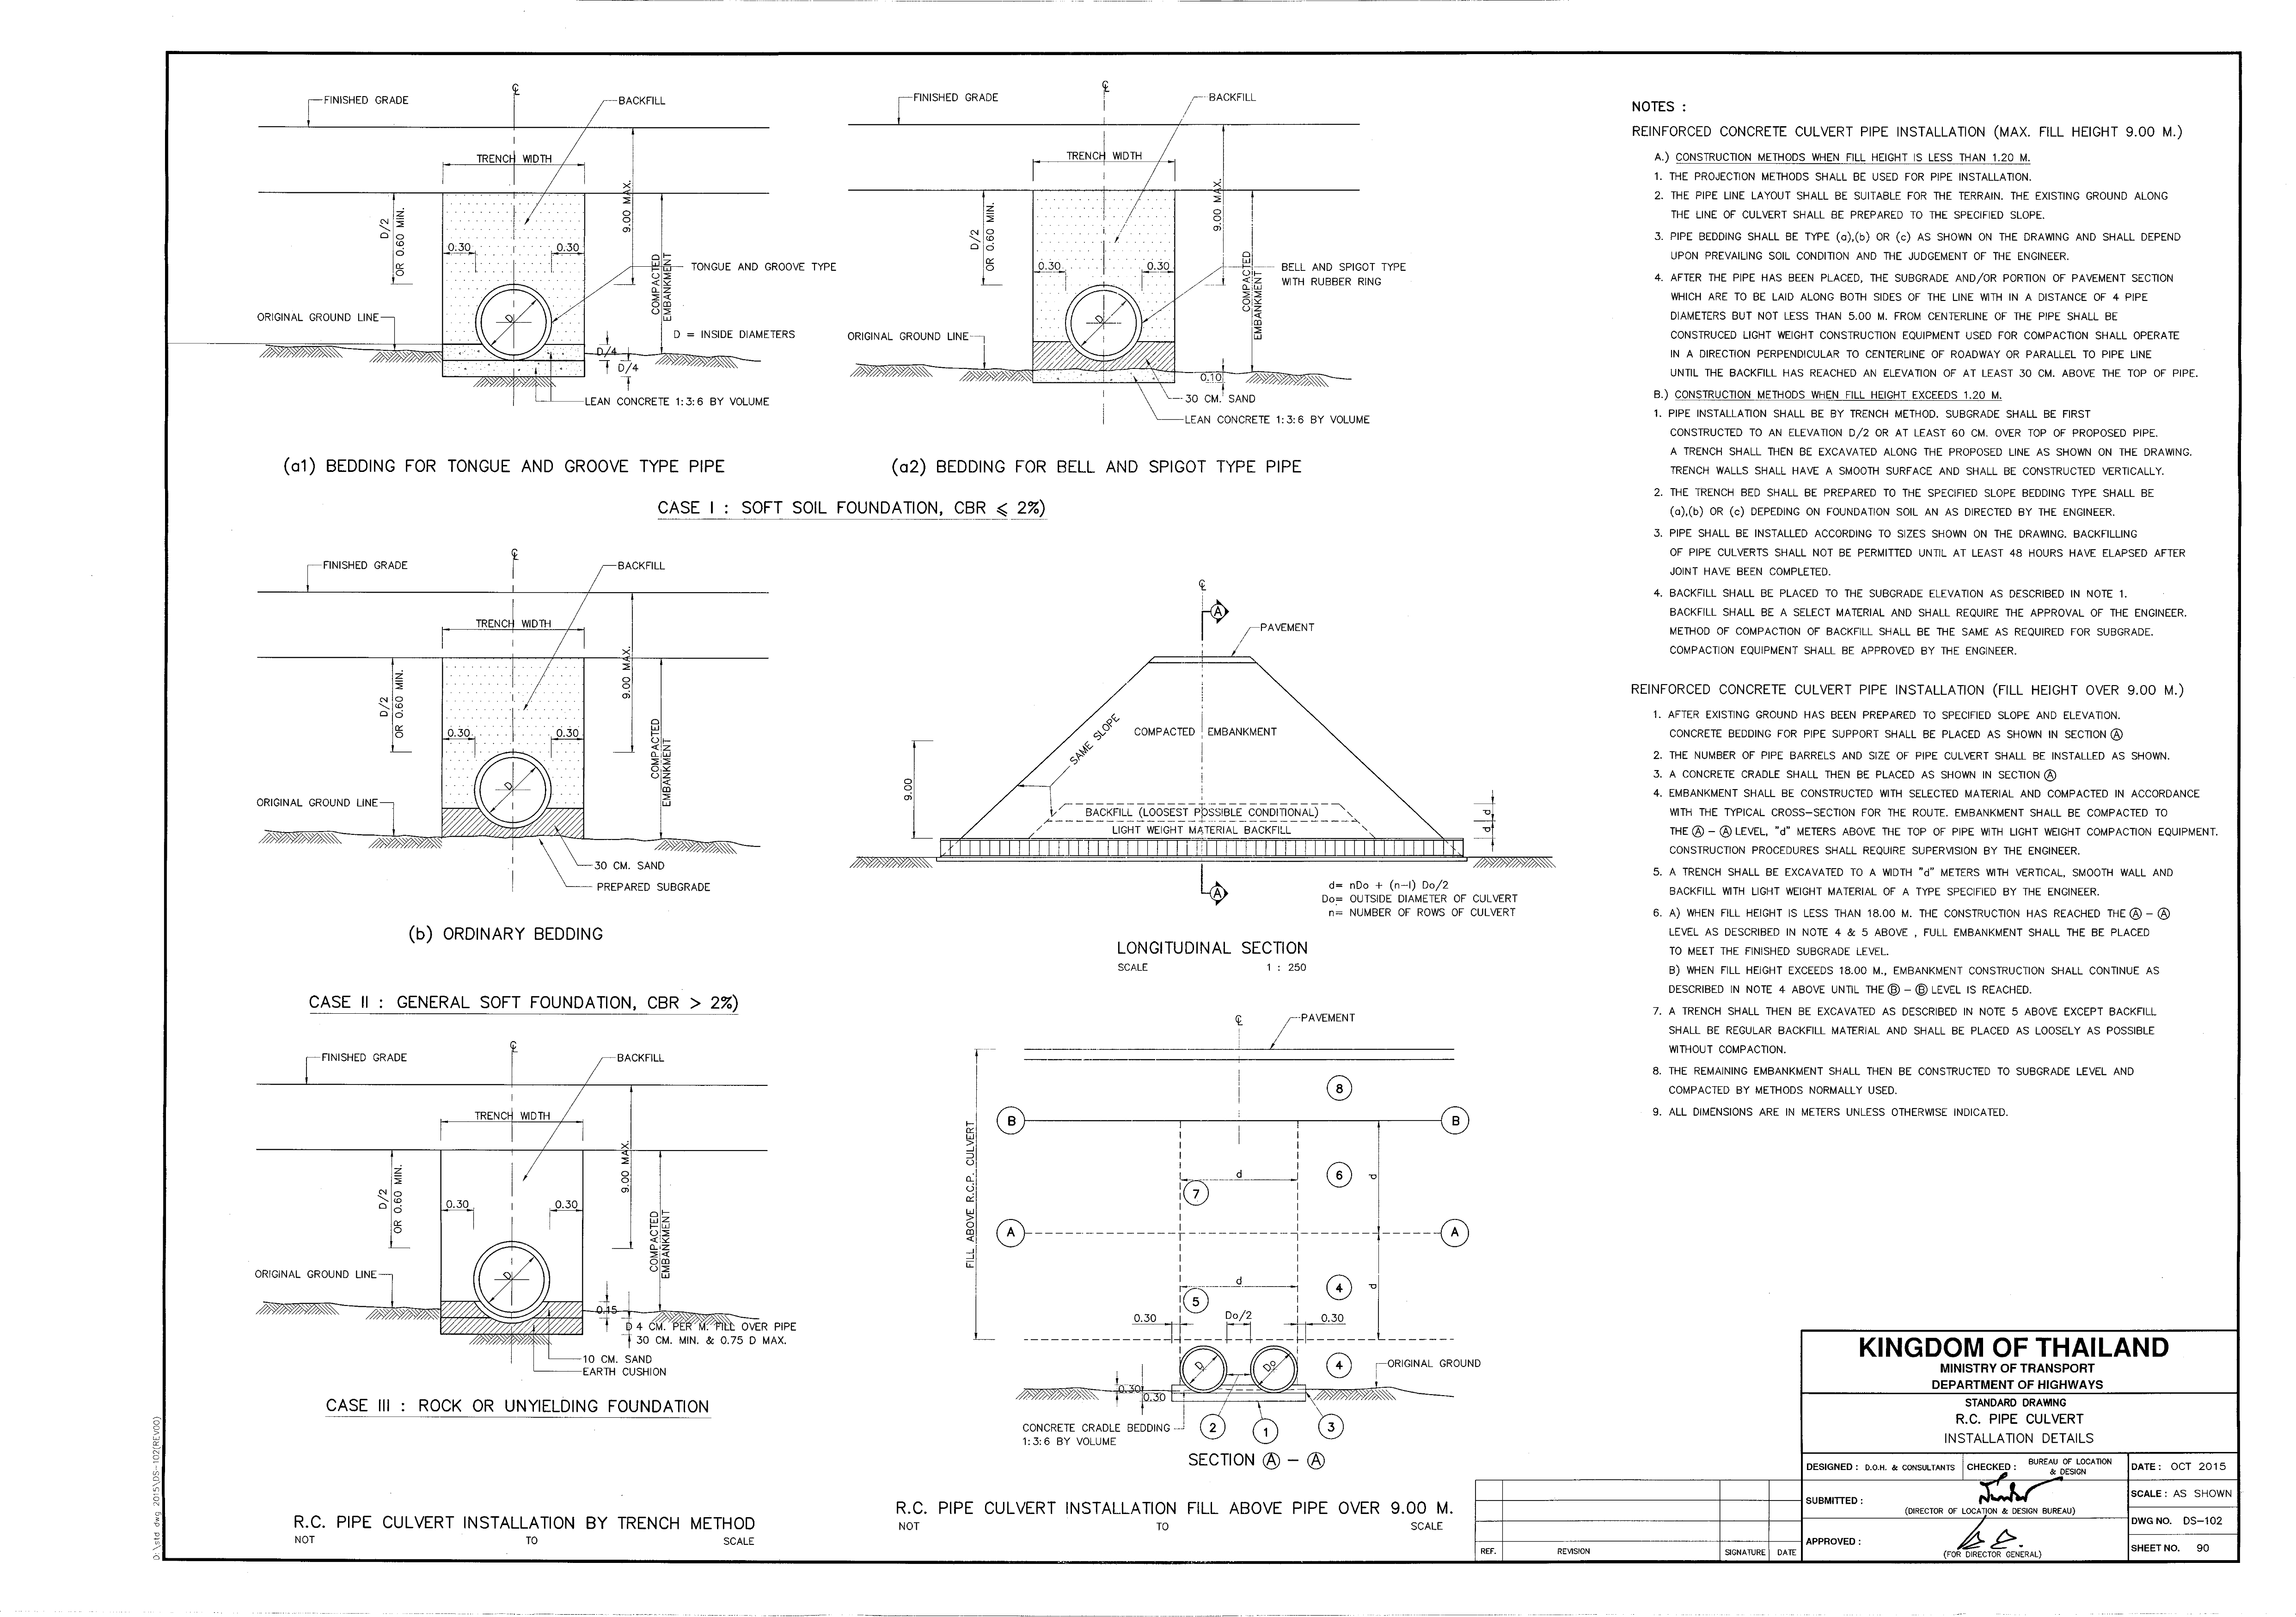 FINISHED GRADE
BACKFILL
TRENCH WIDTH
D/2
OR 0.60 MIN.
9.00 MAX.
0.30
0.30
COMPACTED
EMBANKMENT
TONGUE AND GROOVE TYPE
D
ORIGINAL GROUND LINE
D = INSIDE DIAMETERS
D/4
D/4
LEAN CONCRETE 1:3:6 BY VOLUME
(a1) BEDDING FOR TONGUE AND GROOVE TYPE PIPE
FINISHED GRADE
BACKFILL
TRENCH WIDTH
D/2
OR 0.60 MIN.
9.00 MAX.
0.30
0.30
COMPACTED
EMBANKMENT
BELL AND SPIGOT TYPE
WITH RUBBER RING
D
ORIGINAL GROUND LINE
0.10
30 CM. SAND
LEAN CONCRETE 1:3:6 BY VOLUME
(a2) BEDDING FOR BELL AND SPIGOT TYPE PIPE
CASE I : SOFT SOIL FOUNDATION, CBR ⩽ 2%)
FINISHED GRADE
BACKFILL
TRENCH WIDTH
D/2
OR 0.60 MIN.
9.00 MAX.
0.30
0.30
COMPACTED
EMBANKMENT
D
ORIGINAL GROUND LINE
30 CM. SAND
PREPARED SUBGRADE
(b) ORDINARY BEDDING
CASE II : GENERAL SOFT FOUNDATION, CBR > 2%)
FINISHED GRADE
BACKFILL
TRENCH WIDTH
D/2
OR 0.60 MIN.
9.00 MAX.
0.30
0.30
COMPACTED
EMBANKMENT
D
ORIGINAL GROUND LINE
0.15
D 4 CM. PER M. FILL OVER PIPE
30 CM. MIN. & 0.75 D MAX.
10 CM. SAND
EARTH CUSHION
CASE III : ROCK OR UNYIELDING FOUNDATION
R.C. PIPE CULVERT INSTALLATION BY TRENCH METHOD
NOT TO SCALE
A
PAVEMENT
SAME SLOPE
COMPACTED EMBANKMENT
9.00
BACKFILL (LOOSEST POSSIBLE CONDITIONAL)
LIGHT WEIGHT MATERIAL BACKFILL
d
d
A
d= nDo + (n-I) Do/2
Do= OUTSIDE DIAMETER OF CULVERT
n= NUMBER OF ROWS OF CULVERT
LONGITUDINAL SECTION
SCALE 1 : 250
PAVEMENT
8
B
B
FILL ABOVE R.C.P. CULVERT
d
6
d
7
A
A
d
4
d
5
0.30
Do/2
0.30
D
Do
4
ORIGINAL GROUND
0.30
0.30
CONCRETE CRADLE BEDDING
1:3:6 BY VOLUME
2
1
3
SECTION Ⓐ – Ⓐ
R.C. PIPE CULVERT INSTALLATION FILL ABOVE PIPE OVER 9.00 M.
NOT TO SCALE
NOTES :
REINFORCED CONCRETE CULVERT PIPE INSTALLATION (MAX. FILL HEIGHT 9.00 M.)
A.) CONSTRUCTION METHODS WHEN FILL HEIGHT IS LESS THAN 1.20 M.
1. THE PROJECTION METHODS SHALL BE USED FOR PIPE INSTALLATION.
2. THE PIPE LINE LAYOUT SHALL BE SUITABLE FOR THE TERRAIN. THE EXISTING GROUND ALONG
THE LINE OF CULVERT SHALL BE PREPARED TO THE SPECIFIED SLOPE.
3. PIPE BEDDING SHALL BE TYPE (a),(b) OR (c) AS SHOWN ON THE DRAWING AND SHALL DEPEND
UPON PREVAILING SOIL CONDITION AND THE JUDGEMENT OF THE ENGINEER.
4. AFTER THE PIPE HAS BEEN PLACED, THE SUBGRADE AND/OR PORTION OF PAVEMENT SECTION
WHICH ARE TO BE LAID ALONG BOTH SIDES OF THE LINE WITH IN A DISTANCE OF 4 PIPE
DIAMETERS BUT NOT LESS THAN 5.00 M. FROM CENTERLINE OF THE PIPE SHALL BE
CONSTRUCED LIGHT WEIGHT CONSTRUCTION EQUIPMENT USED FOR COMPACTION SHALL OPERATE
IN A DIRECTION PERPENDICULAR TO CENTERLINE OF ROADWAY OR PARALLEL TO PIPE LINE
UNTIL THE BACKFILL HAS REACHED AN ELEVATION OF AT LEAST 30 CM. ABOVE THE TOP OF PIPE.
B.) CONSTRUCTION METHODS WHEN FILL HEIGHT EXCEEDS 1.20 M.
1. PIPE INSTALLATION SHALL BE BY TRENCH METHOD. SUBGRADE SHALL BE FIRST
CONSTRUCTED TO AN ELEVATION D/2 OR AT LEAST 60 CM. OVER TOP OF PROPOSED PIPE.
A TRENCH SHALL THEN BE EXCAVATED ALONG THE PROPOSED LINE AS SHOWN ON THE DRAWING.
TRENCH WALLS SHALL HAVE A SMOOTH SURFACE AND SHALL BE CONSTRUCTED VERTICALLY.
2. THE TRENCH BED SHALL BE PREPARED TO THE SPECIFIED SLOPE BEDDING TYPE SHALL BE
(a),(b) OR (c) DEPEDING ON FOUNDATION SOIL AN AS DIRECTED BY THE ENGINEER.
3. PIPE SHALL BE INSTALLED ACCORDING TO SIZES SHOWN ON THE DRAWING. BACKFILLING
OF PIPE CULVERTS SHALL NOT BE PERMITTED UNTIL AT LEAST 48 HOURS HAVE ELAPSED AFTER
JOINT HAVE BEEN COMPLETED.
4. BACKFILL SHALL BE PLACED TO THE SUBGRADE ELEVATION AS DESCRIBED IN NOTE 1.
BACKFILL SHALL BE A SELECT MATERIAL AND SHALL REQUIRE THE APPROVAL OF THE ENGINEER.
METHOD OF COMPACTION OF BACKFILL SHALL BE THE SAME AS REQUIRED FOR SUBGRADE.
COMPACTION EQUIPMENT SHALL BE APPROVED BY THE ENGINEER.
REINFORCED CONCRETE CULVERT PIPE INSTALLATION (FILL HEIGHT OVER 9.00 M.)
1. AFTER EXISTING GROUND HAS BEEN PREPARED TO SPECIFIED SLOPE AND ELEVATION.
CONCRETE BEDDING FOR PIPE SUPPORT SHALL BE PLACED AS SHOWN IN SECTION Ⓐ
2. THE NUMBER OF PIPE BARRELS AND SIZE OF PIPE CULVERT SHALL BE INSTALLED AS SHOWN.
3. A CONCRETE CRADLE SHALL THEN BE PLACED AS SHOWN IN SECTION Ⓐ
4. EMBANKMENT SHALL BE CONSTRUCTED WITH SELECTED MATERIAL AND COMPACTED IN ACCORDANCE
WITH THE TYPICAL CROSS-SECTION FOR THE ROUTE. EMBANKMENT SHALL BE COMPACTED TO
THE Ⓐ – Ⓐ LEVEL, "d" METERS ABOVE THE TOP OF PIPE WITH LIGHT WEIGHT COMPACTION EQUIPMENT.
CONSTRUCTION PROCEDURES SHALL REQUIRE SUPERVISION BY THE ENGINEER.
5. A TRENCH SHALL BE EXCAVATED TO A WIDTH "d" METERS WITH VERTICAL, SMOOTH WALL AND
BACKFILL WITH LIGHT WEIGHT MATERIAL OF A TYPE SPECIFIED BY THE ENGINEER.
6. A) WHEN FILL HEIGHT IS LESS THAN 18.00 M. THE CONSTRUCTION HAS REACHED THE Ⓐ – Ⓐ
LEVEL AS DESCRIBED IN NOTE 4 & 5 ABOVE , FULL EMBANKMENT SHALL THE BE PLACED
TO MEET THE FINISHED SUBGRADE LEVEL.
B) WHEN FILL HEIGHT EXCEEDS 18.00 M., EMBANKMENT CONSTRUCTION SHALL CONTINUE AS
DESCRIBED IN NOTE 4 ABOVE UNTIL THE Ⓑ – Ⓑ LEVEL IS REACHED.
7. A TRENCH SHALL THEN BE EXCAVATED AS DESCRIBED IN NOTE 5 ABOVE EXCEPT BACKFILL
SHALL BE REGULAR BACKFILL MATERIAL AND SHALL BE PLACED AS LOOSELY AS POSSIBLE
WITHOUT COMPACTION.
8. THE REMAINING EMBANKMENT SHALL THEN BE CONSTRUCTED TO SUBGRADE LEVEL AND
COMPACTED BY METHODS NORMALLY USED.
9. ALL DIMENSIONS ARE IN METERS UNLESS OTHERWISE INDICATED.
KINGDOM OF THAILAND
MINISTRY OF TRANSPORT
DEPARTMENT OF HIGHWAYS
STANDARD DRAWING
R.C. PIPE CULVERT
INSTALLATION DETAILS
DESIGNED : D.O.H. & CONSULTANTS
CHECKED : BUREAU OF LOCATION
& DESIGN
DATE : OCT 2015
SUBMITTED :
(DIRECTOR OF LOCATION & DESIGN BUREAU)
SCALE : AS SHOWN
DWG NO. DS-102
APPROVED :
(FOR DIRECTOR GENERAL)
SHEET NO. 90
REF. REVISION SIGNATURE DATE
D:\std dwg 2015\DS-102(REV00)